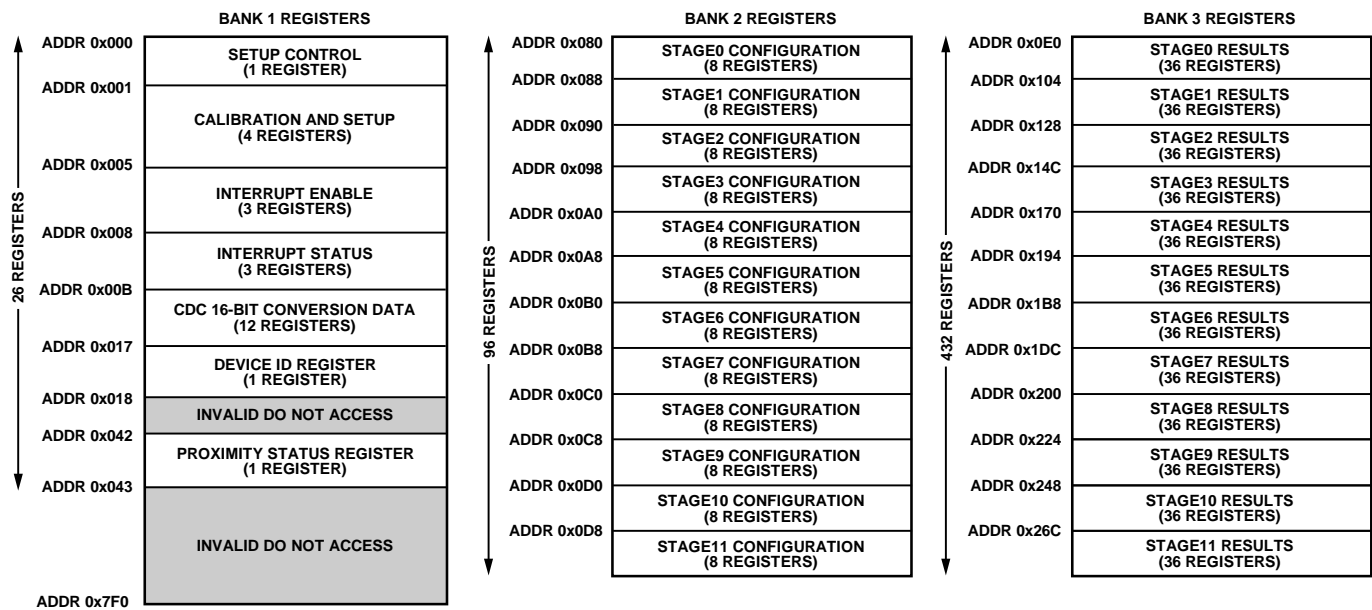 BANK 1 REGISTERS
ADDR 0x000
SETUP CONTROL
(1 REGISTER)
ADDR 0x001
CALIBRATION AND SETUP
(4 REGISTERS)
ADDR 0x005
INTERRUPT ENABLE
(3 REGISTERS)
ADDR 0x008
INTERRUPT STATUS
(3 REGISTERS)
ADDR 0x00B
CDC 16-BIT CONVERSION DATA
(12 REGISTERS)
ADDR 0x017
DEVICE ID REGISTER
(1 REGISTER)
ADDR 0x018
INVALID DO NOT ACCESS
ADDR 0x042
PROXIMITY STATUS REGISTER
(1 REGISTER)
ADDR 0x043
INVALID DO NOT ACCESS
ADDR 0x7F0
26 REGISTERS
BANK 2 REGISTERS
ADDR 0x080
STAGE0 CONFIGURATION
(8 REGISTERS)
ADDR 0x088
STAGE1 CONFIGURATION
(8 REGISTERS)
ADDR 0x090
STAGE2 CONFIGURATION
(8 REGISTERS)
ADDR 0x098
STAGE3 CONFIGURATION
(8 REGISTERS)
ADDR 0x0A0
STAGE4 CONFIGURATION
(8 REGISTERS)
ADDR 0x0A8
STAGE5 CONFIGURATION
(8 REGISTERS)
ADDR 0x0B0
STAGE6 CONFIGURATION
(8 REGISTERS)
ADDR 0x0B8
STAGE7 CONFIGURATION
(8 REGISTERS)
ADDR 0x0C0
STAGE8 CONFIGURATION
(8 REGISTERS)
ADDR 0x0C8
STAGE9 CONFIGURATION
(8 REGISTERS)
ADDR 0x0D0
STAGE10 CONFIGURATION
(8 REGISTERS)
ADDR 0x0D8
STAGE11 CONFIGURATION
(8 REGISTERS)
96 REGISTERS
BANK 3 REGISTERS
ADDR 0x0E0
STAGE0 RESULTS
(36 REGISTERS)
ADDR 0x104
STAGE1 RESULTS
(36 REGISTERS)
ADDR 0x128
STAGE2 RESULTS
(36 REGISTERS)
ADDR 0x14C
STAGE3 RESULTS
(36 REGISTERS)
ADDR 0x170
STAGE4 RESULTS
(36 REGISTERS)
ADDR 0x194
STAGE5 RESULTS
(36 REGISTERS)
ADDR 0x1B8
STAGE6 RESULTS
(36 REGISTERS)
ADDR 0x1DC
STAGE7 RESULTS
(36 REGISTERS)
ADDR 0x200
STAGE8 RESULTS
(36 REGISTERS)
ADDR 0x224
STAGE9 RESULTS
(36 REGISTERS)
ADDR 0x248
STAGE10 RESULTS
(36 REGISTERS)
ADDR 0x26C
STAGE11 RESULTS
(36 REGISTERS)
432 REGISTERS